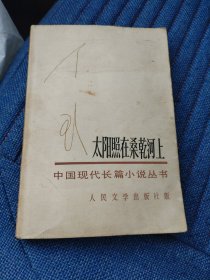 丁玲
太阳照在桑乾河上
中国现代长篇小说丛书
人民文学出版社版